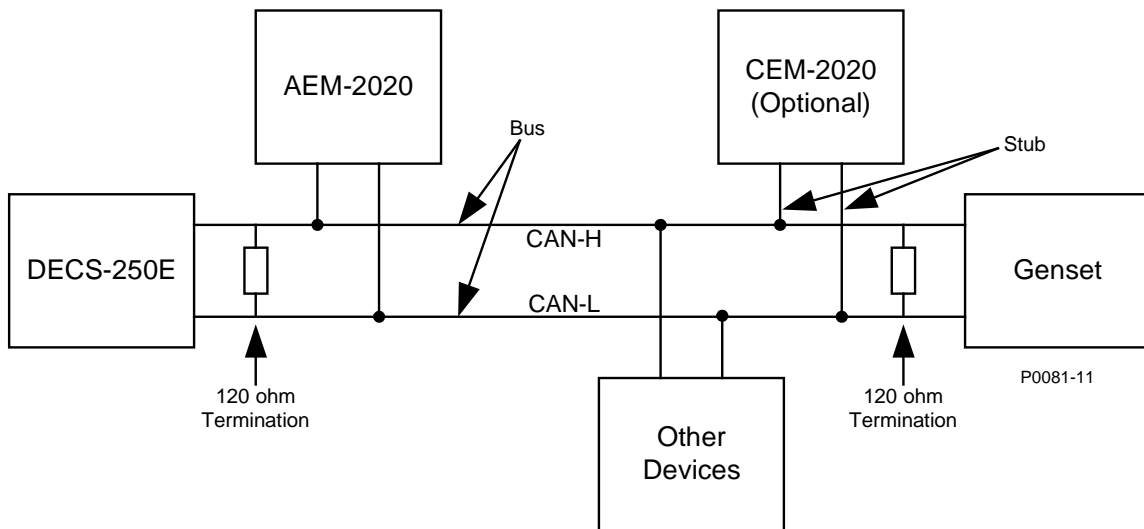 AEM-2020
CEM-2020
(Optional)
Bus
Stub
DECS-250E
CAN-H
Genset
CAN-L
P0081-11
120 ohm
Termination
120 ohm
Termination
Other
Devices